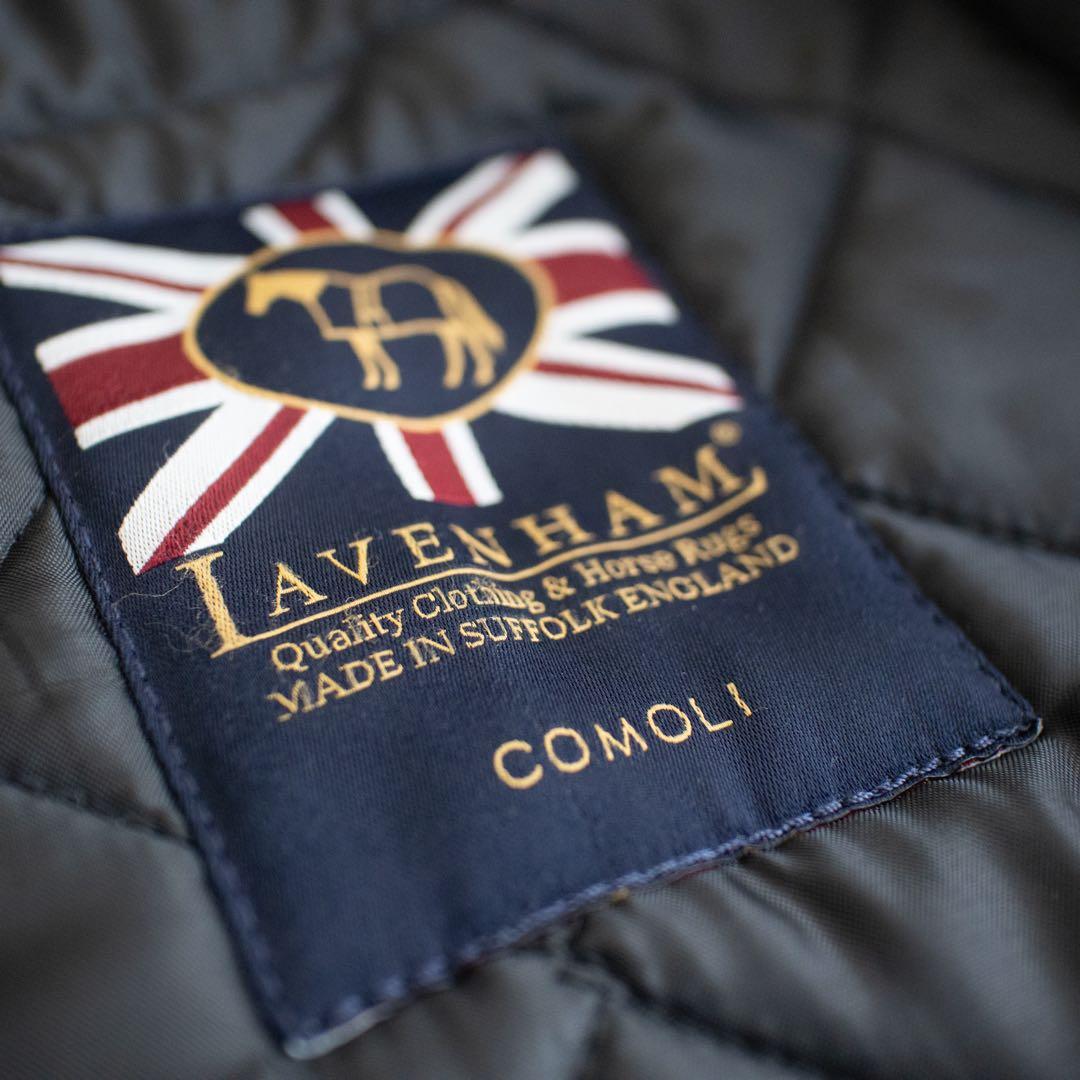 LAVENHAM®
Quality Clothing & Horse Rugs
MADE IN SUFFOLK ENGLAND
COMOLI